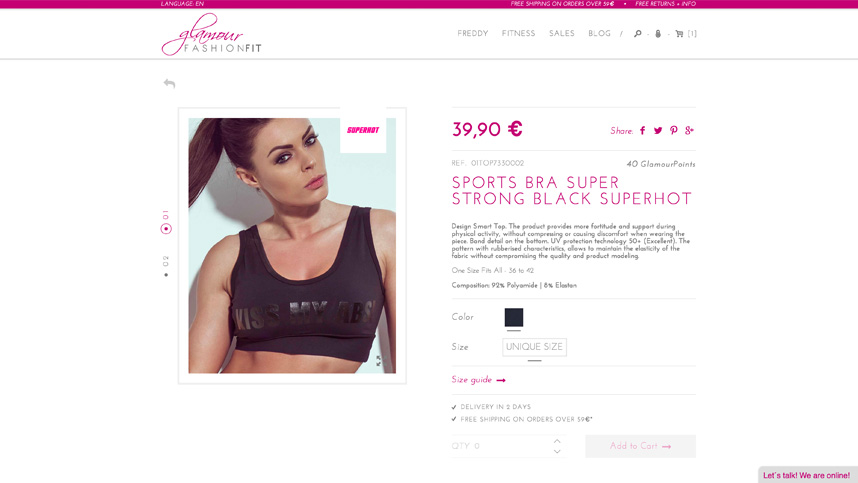 LANGUAGE: EN
FREE SHIPPING ON ORDERS OVER 59€ • FREE RETURNS + INFO
glamour
FASHIONFIT
FREDDY FITNESS SALES BLOG / [1]
SUPERHOT
KISS MY ABS
01
02
39,90 €
Share:
REF. 01TOP7330002
40 GlamourPoints
SPORTS BRA SUPER
STRONG BLACK SUPERHOT
Design Smart Top. The product provides more fortitude and support during
physical activity, without compressing or causing discomfort when wearing the
piece. Band detail on the bottom. UV protection technology 50+ (Excellent). The
pattern with rubberised characteristics, allows to maintain the elasticity of the
fabric without compromising the quality and product modeling.
One Size Fits All - 36 to 42
Composition: 92% Polyamide | 8% Elastan
Color
Size UNIQUE SIZE
Size guide →
✓ DELIVERY IN 2 DAYS
✓ FREE SHIPPING ON ORDERS OVER 59€*
QTY 0
Add to Cart →
Let´s talk! We are online!